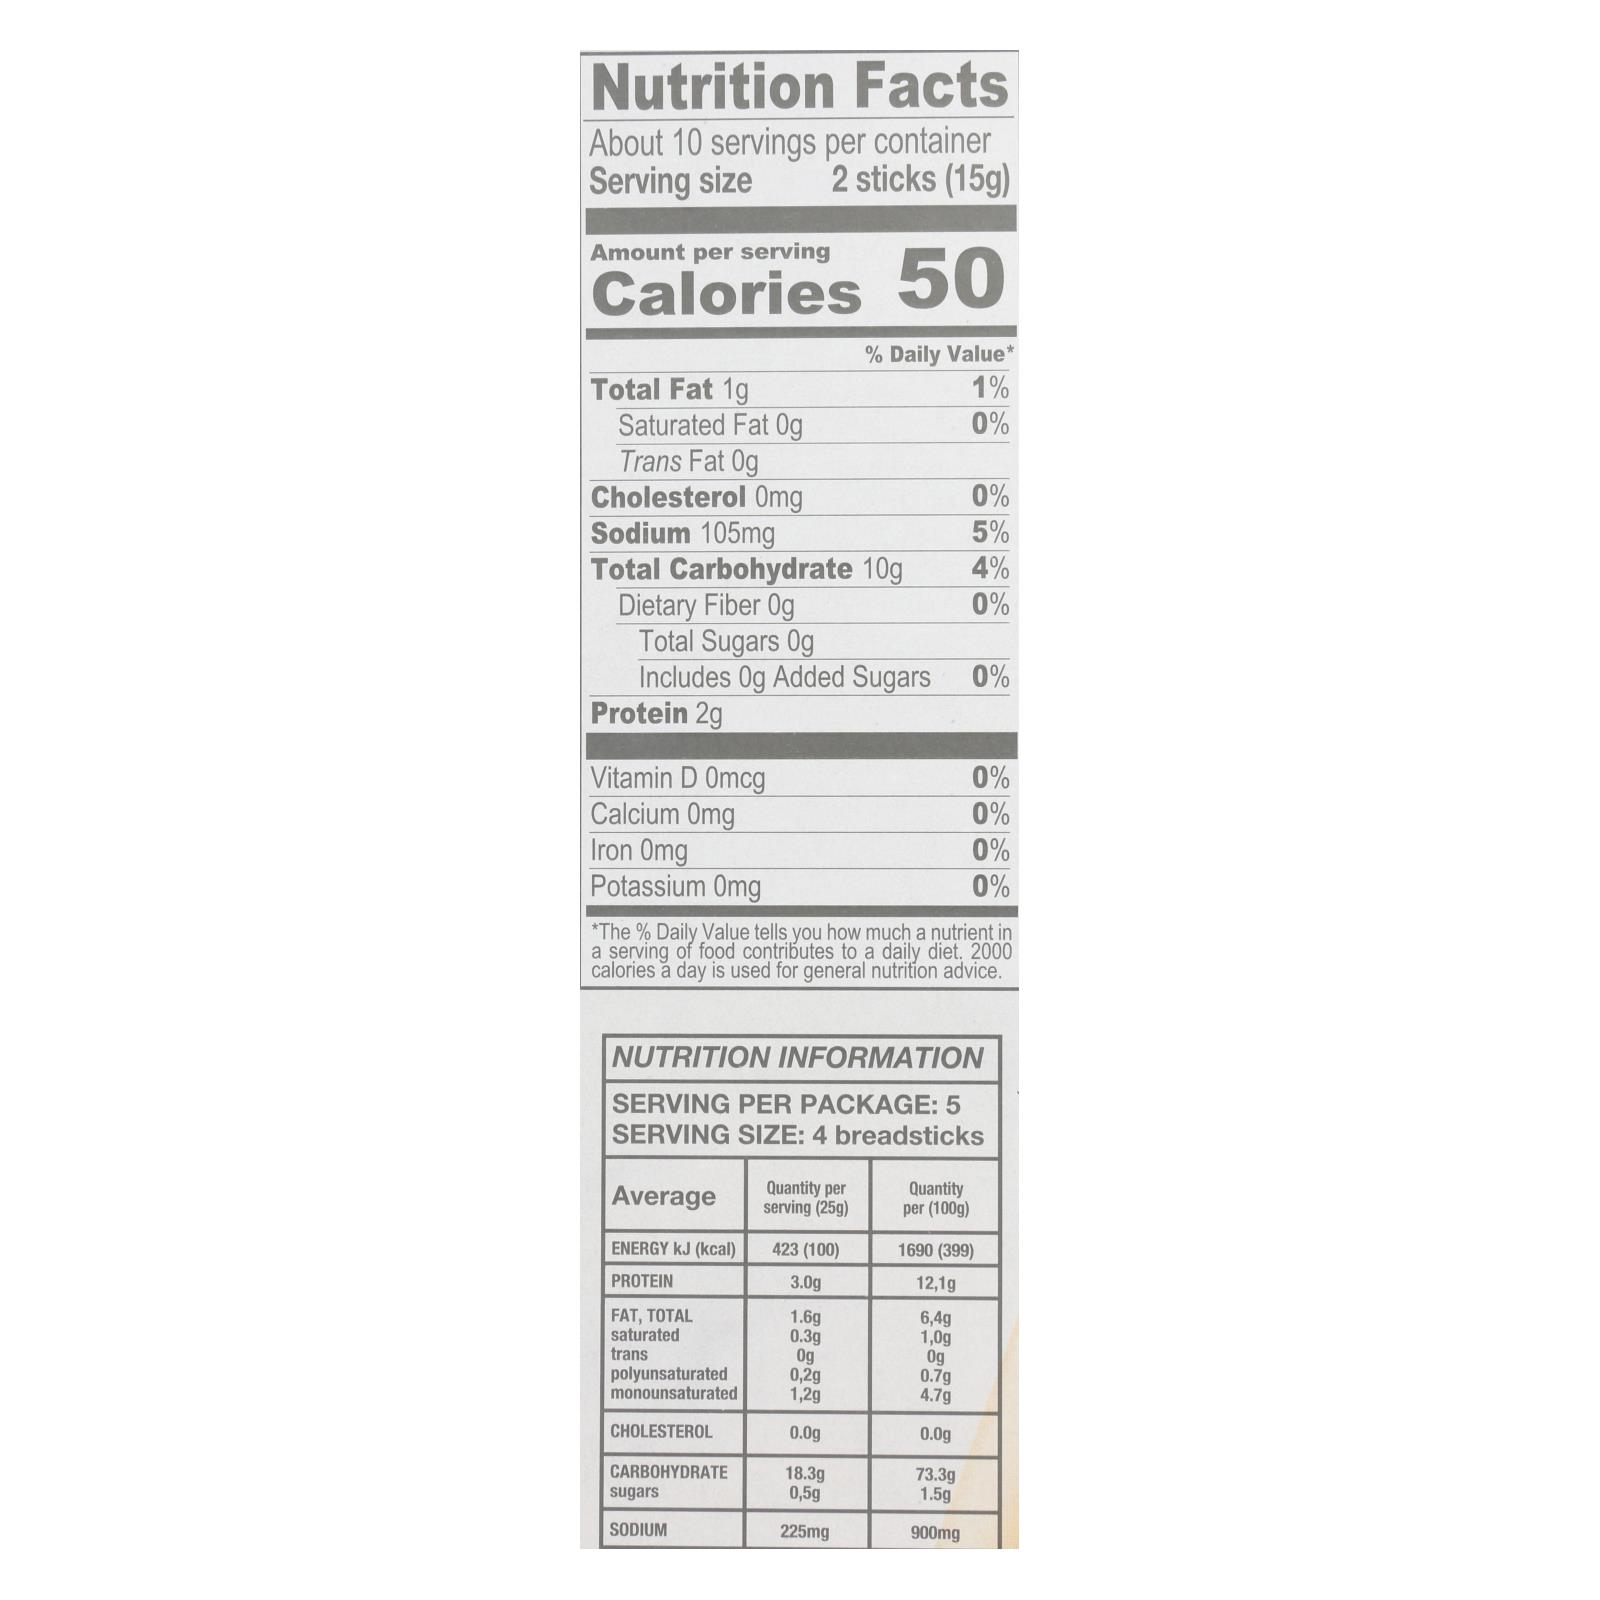 Nutrition Facts
About 10 servings per container
Serving size 2 sticks (15g)
Amount per serving
Calories 50
% Daily Value*
Total Fat 1g 1%
Saturated Fat 0g 0%
Trans Fat 0g
Cholesterol 0mg 0%
Sodium 105mg 5%
Total Carbohydrate 10g 4%
Dietary Fiber 0g 0%
Total Sugars 0g
Includes 0g Added Sugars 0%
Protein 2g
Vitamin D 0mcg 0%
Calcium 0mg 0%
Iron 0mg 0%
Potassium 0mg 0%
*The % Daily Value tells you how much a nutrient in
a serving of food contributes to a daily diet. 2000
calories a day is used for general nutrition advice.
NUTRITION INFORMATION
SERVING PER PACKAGE: 5
SERVING SIZE: 4 breadsticks
Average Quantity per serving (25g) Quantity per (100g)
ENERGY kJ (kcal) 423 (100) 1690 (399)
PROTEIN 3.0g 12,1g
FAT, TOTAL 1.6g 6,4g
saturated 0.3g 1,0g
trans 0g 0g
polyunsaturated 0,2g 0.7g
monounsaturated 1,2g 4.7g
CHOLESTEROL 0.0g 0.0g
CARBOHYDRATE 18.3g 73.3g
sugars 0,5g 1.5g
SODIUM 225mg 900mg